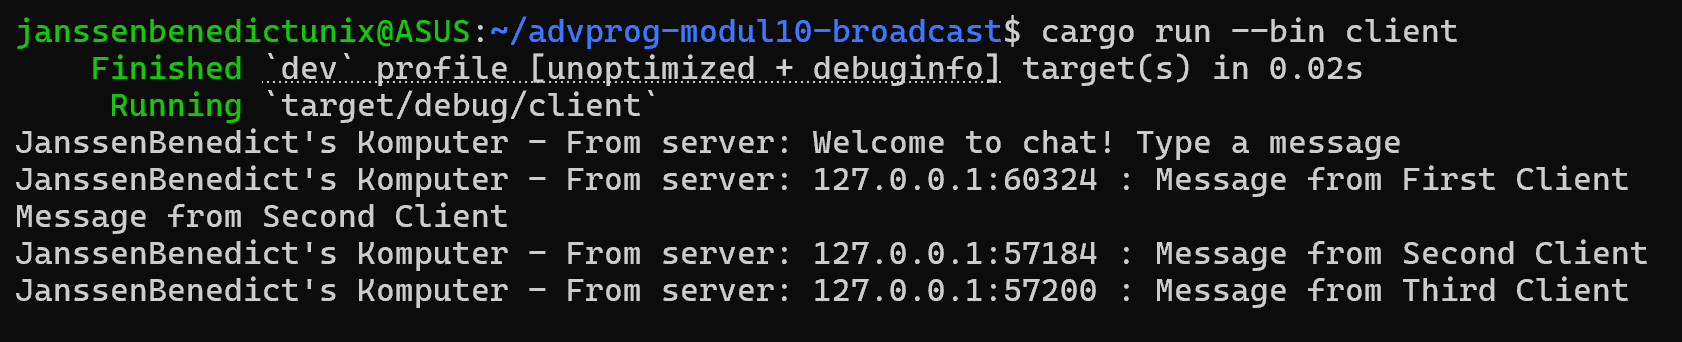 janssenbenedictunix@ASUS:~/advprog-modul10-broadcast$ cargo run --bin client
    Finished `dev` profile [unoptimized + debuginfo] target(s) in 0.02s
     Running `target/debug/client`
JanssenBenedict's Komputer - From server: Welcome to chat! Type a message
JanssenBenedict's Komputer - From server: 127.0.0.1:60324 : Message from First Client
Message from Second Client
JanssenBenedict's Komputer - From server: 127.0.0.1:57184 : Message from Second Client
JanssenBenedict's Komputer - From server: 127.0.0.1:57200 : Message from Third Client